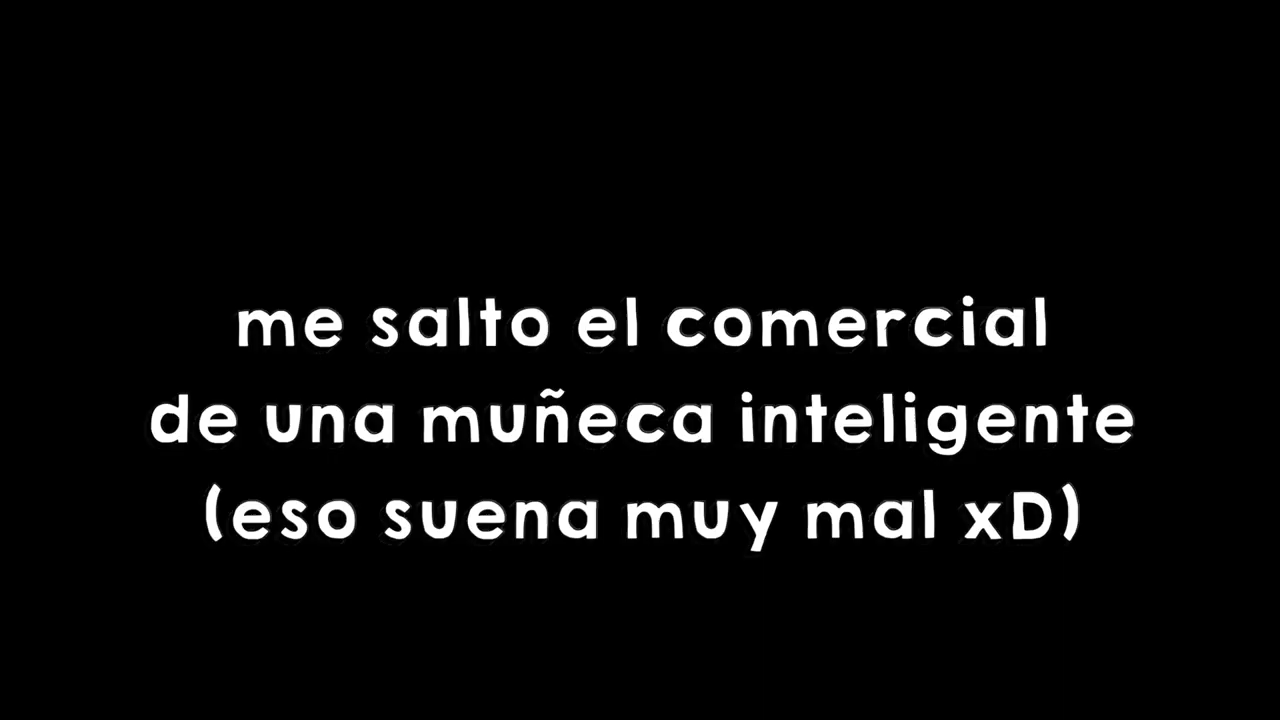 me salto el comercial
de una muñeca inteligente
(eso suena muy mal xD)